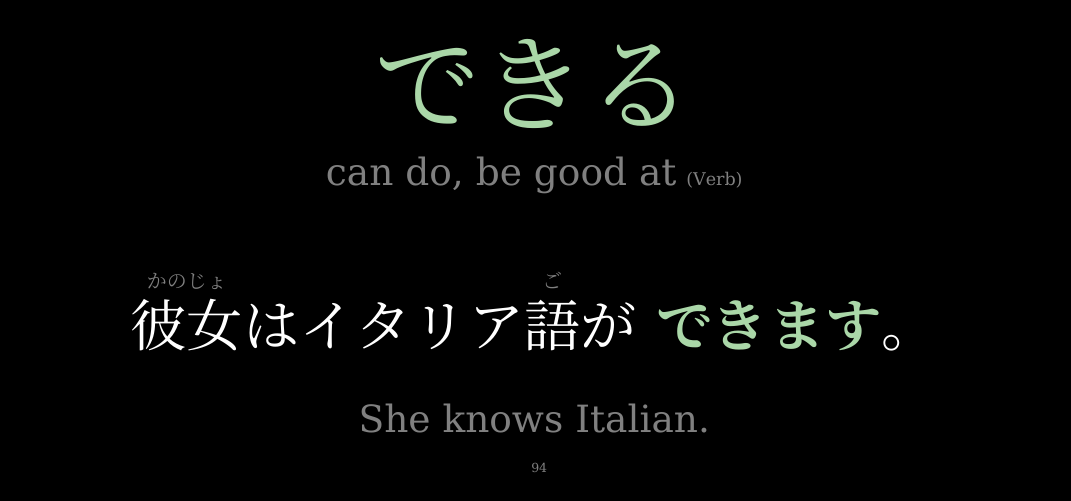 できる
can do, be good at (Verb)
かのじょ ご
彼女はイタリア語が できます。
She knows Italian.
94